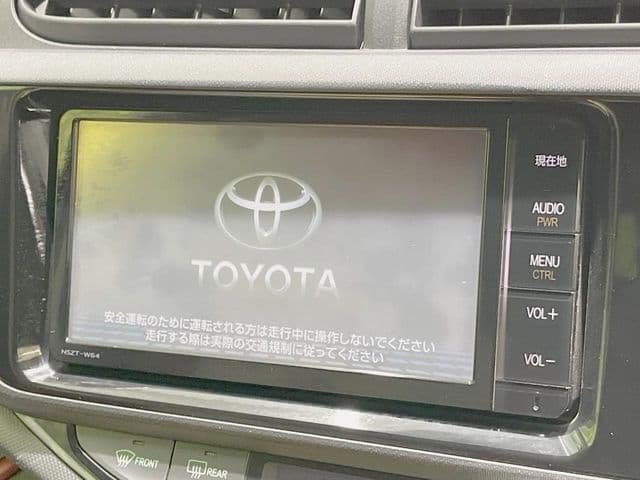 TOYOTA
安全運転のために運転される方は走行中に操作しないでください
走行する際は実際の交通規制に従ってください
NSZT-W64
現在地
AUDIO
PWR
MENU
CTRL
VOL+
VOL-
FRONT
REAR